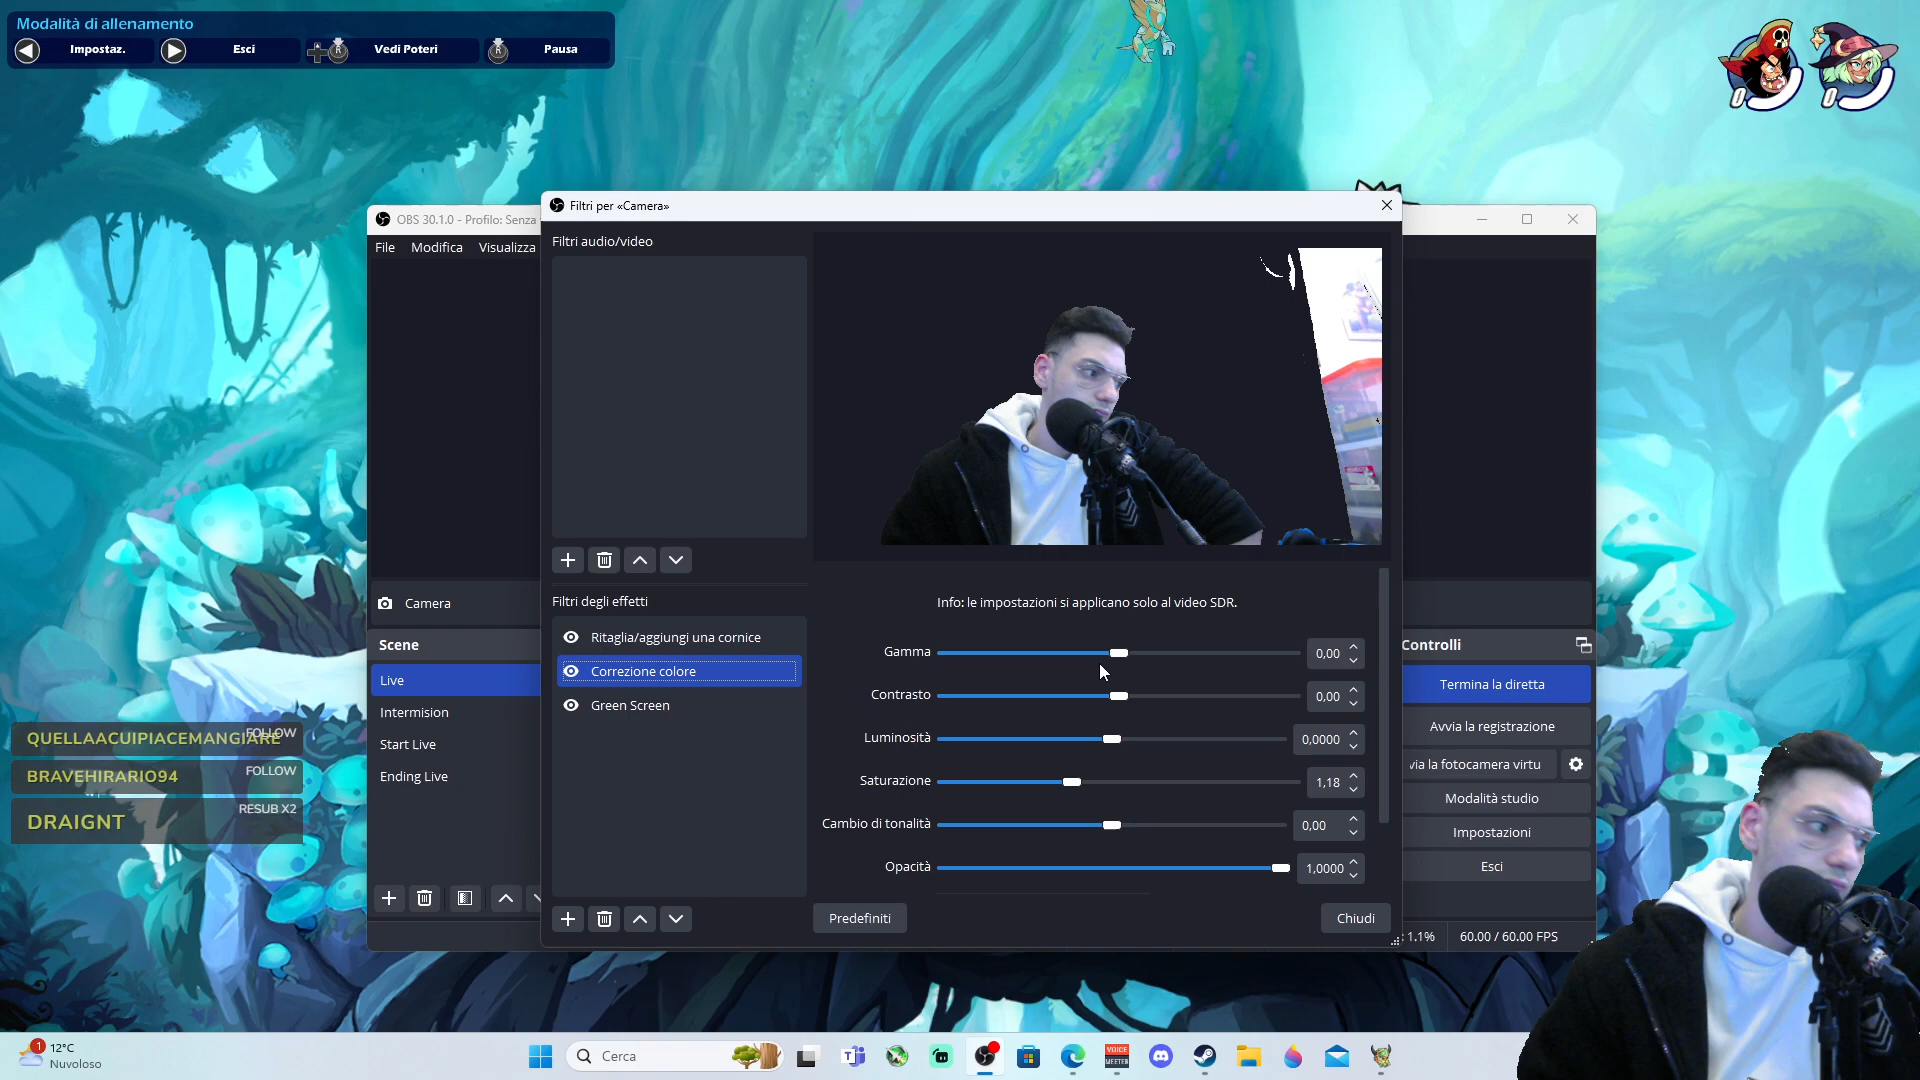 Modalità di allenamento
Impostaz.
Esci
Vedi Poteri
Pausa
0
0
Filtri per «Camera»
OBS 30.1.0 - Profilo: Senza
File
Modifica
Visualizza
Filtri audio/video
Camera
Scene
Live
Intermision
Start Live
Ending Live
Filtri degli effetti
Ritaglia/aggiungi una cornice
Correzione colore
Green Screen
Info: le impostazioni si applicano solo al video SDR.
Gamma
0,00
Contrasto
0,00
Luminosità
0,0000
Saturazione
1,18
Cambio di tonalità
0,00
Opacità
1,0000
Predefiniti
Chiudi
Controlli
Termina la diretta
Avvia la registrazione
via la fotocamera virtu
Modalità studio
Impostazioni
Esci
: 1.1%
60.00 / 60.00 FPS
QUELLAACUIPIACEMANGIARE
FOLLOW
BRAVEHIRARIO94
FOLLOW
DRAIGNT
RESUB X2
1
12°C
Nuvoloso
Cerca
VOICE
MEETER